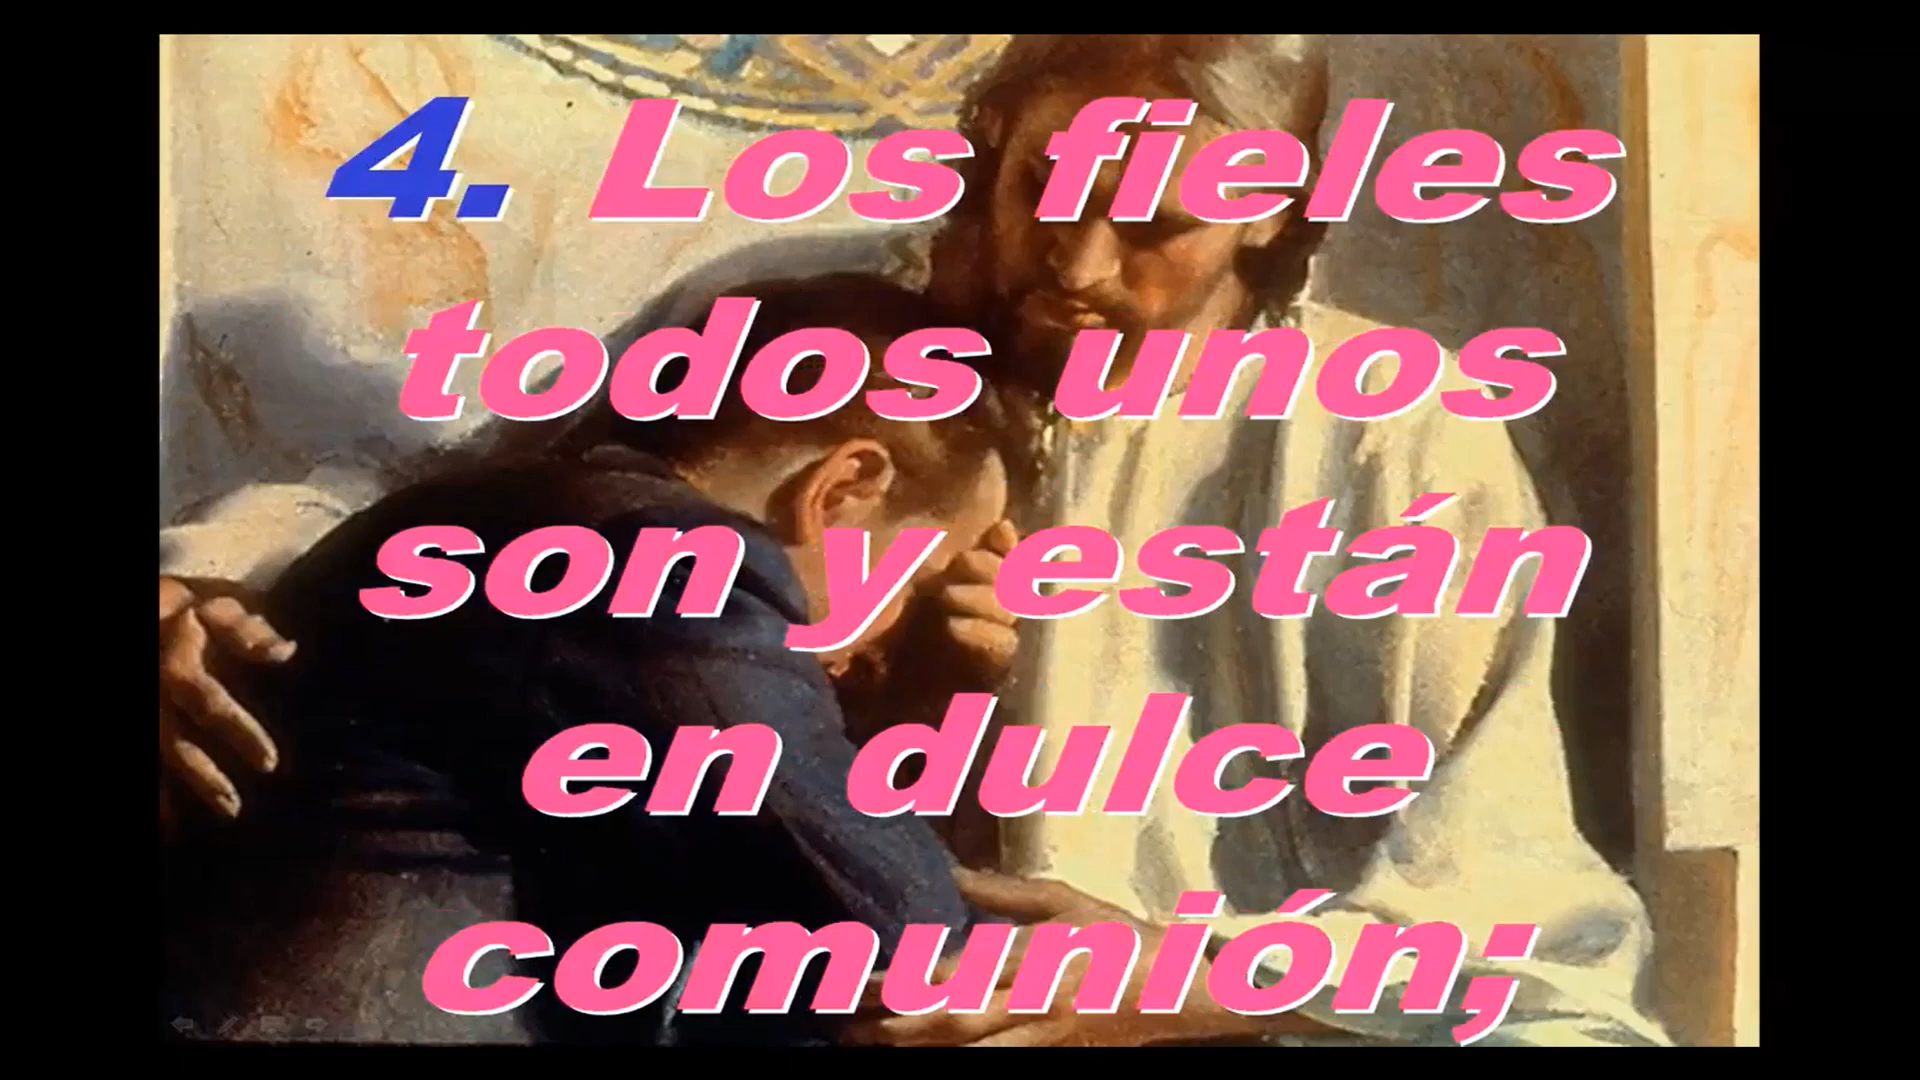 4. Los fieles
todos unos
son y están
en dulce
comunión;